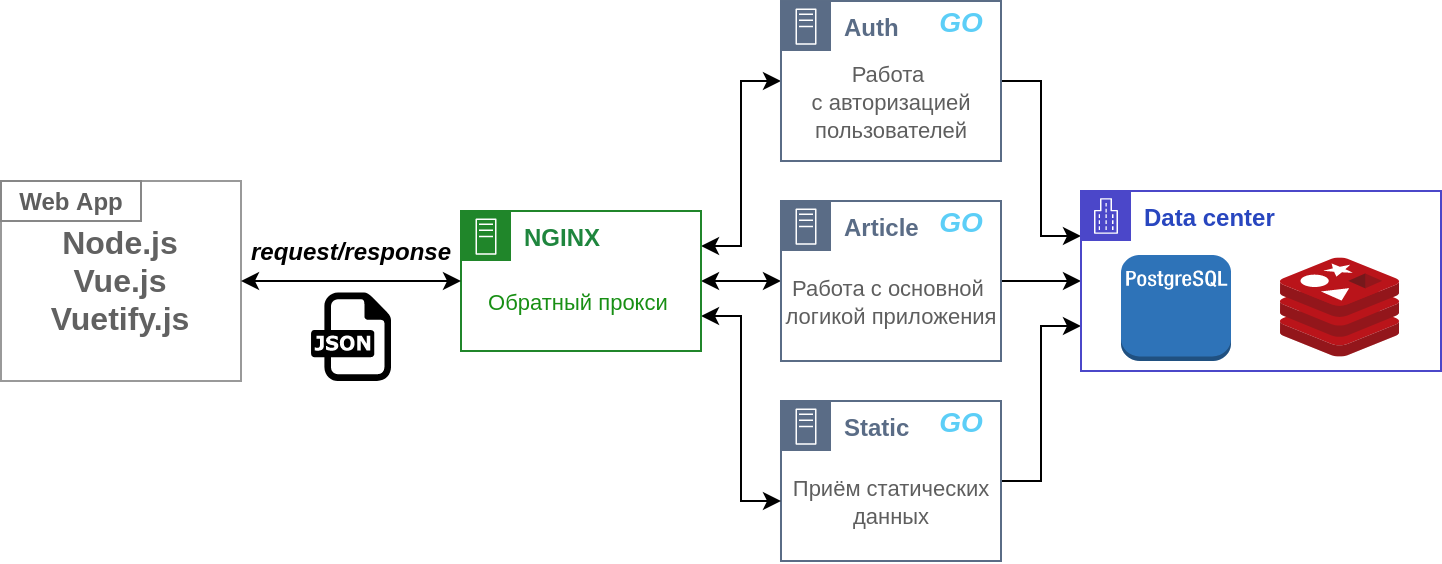 Web App
Node.js
Vue.js
Vuetify.js
request/response
JSON
NGINX
Обратный прокси
Auth
GO
Работа
с авторизацией
пользователей
Article
GO
Работа с основной
логикой приложения
Static
GO
Приём статических
данных
Data center
PostgreSQL